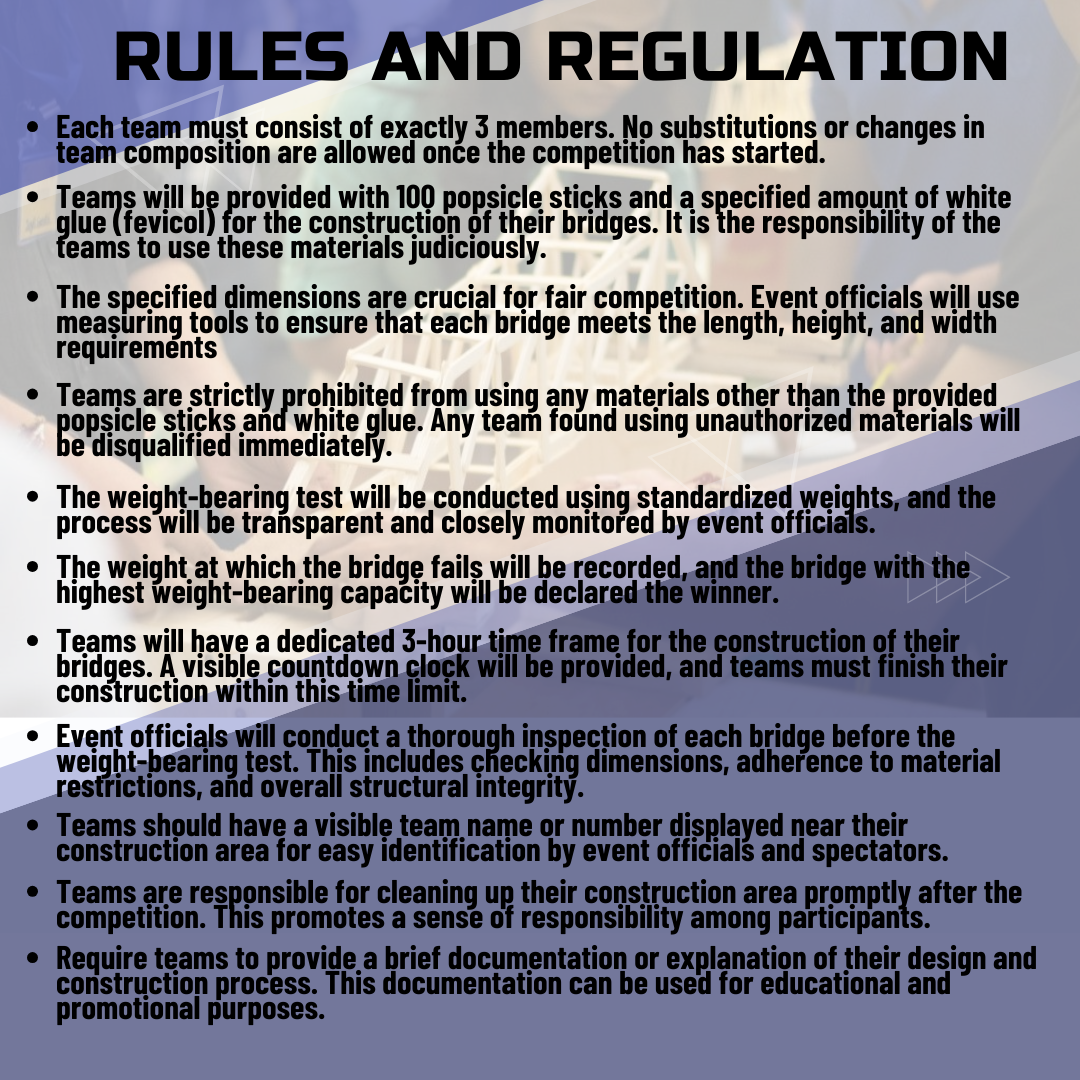 RULES AND REGULATION
• Each team must consist of exactly 3 members. No substitutions or changes in
team composition are allowed once the competition has started.
• Teams will be provided with 100 popsicle sticks and a specified amount of white
glue (fevicol) for the construction of their bridges. It is the responsibility of the
teams to use these materials judiciously.
• The specified dimensions are crucial for fair competition. Event officials will use
measuring tools to ensure that each bridge meets the length, height, and width
requirements
• Teams are strictly prohibited from using any materials other than the provided
popsicle sticks and white glue. Any team found using unauthorized materials will
be disqualified immediately.
• The weight-bearing test will be conducted using standardized weights, and the
process will be transparent and closely monitored by event officials.
• The weight at which the bridge fails will be recorded, and the bridge with the
highest weight-bearing capacity will be declared the winner.
• Teams will have a dedicated 3-hour time frame for the construction of their
bridges. A visible countdown clock will be provided, and teams must finish their
construction within this time limit.
• Event officials will conduct a thorough inspection of each bridge before the
weight-bearing test. This includes checking dimensions, adherence to material
restrictions, and overall structural integrity.
• Teams should have a visible team name or number displayed near their
construction area for easy identification by event officials and spectators.
• Teams are responsible for cleaning up their construction area promptly after the
competition. This promotes a sense of responsibility among participants.
• Require teams to provide a brief documentation or explanation of their design and
construction process. This documentation can be used for educational and
promotional purposes.